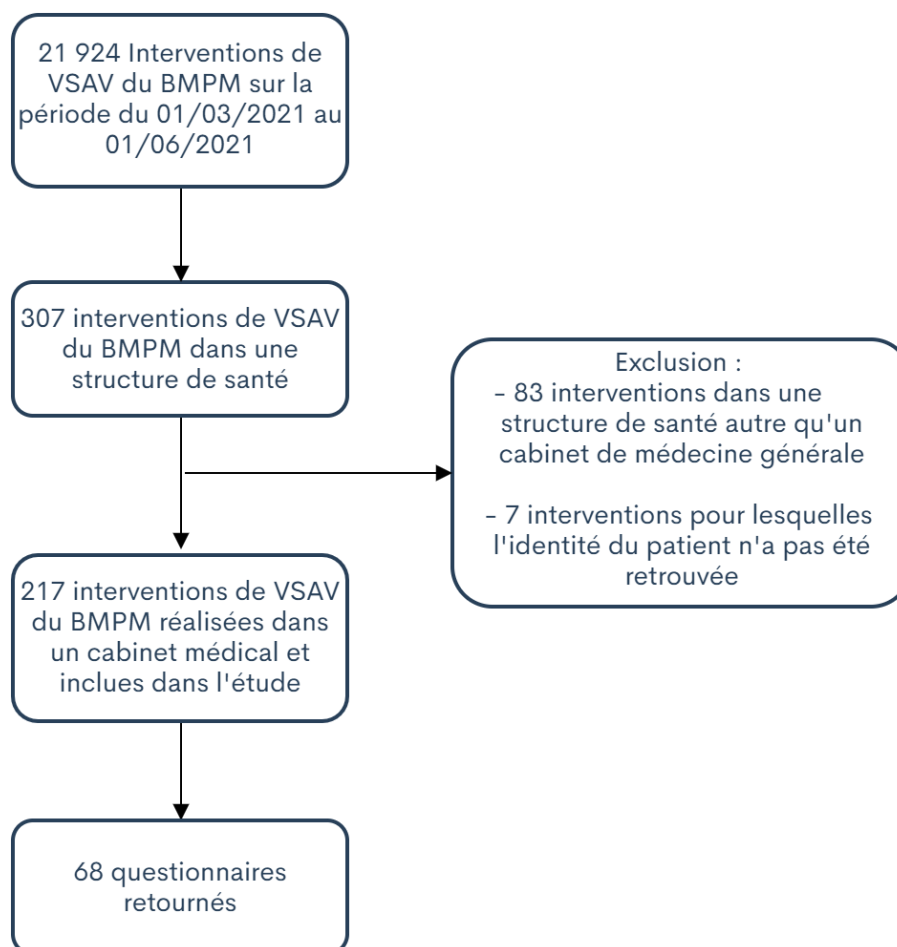 21 924 Interventions de
VSAV du BMPM sur la
période du 01/03/2021 au
01/06/2021
307 interventions de VSAV
du BMPM dans une
structure de santé
Exclusion :
- 83 interventions dans une
structure de santé autre qu'un
cabinet de médecine générale
- 7 interventions pour lesquelles
l'identité du patient n'a pas été
retrouvée
217 interventions de VSAV
du BMPM réalisées dans
un cabinet médical et
inclues dans l'étude
68 questionnaires
retournés